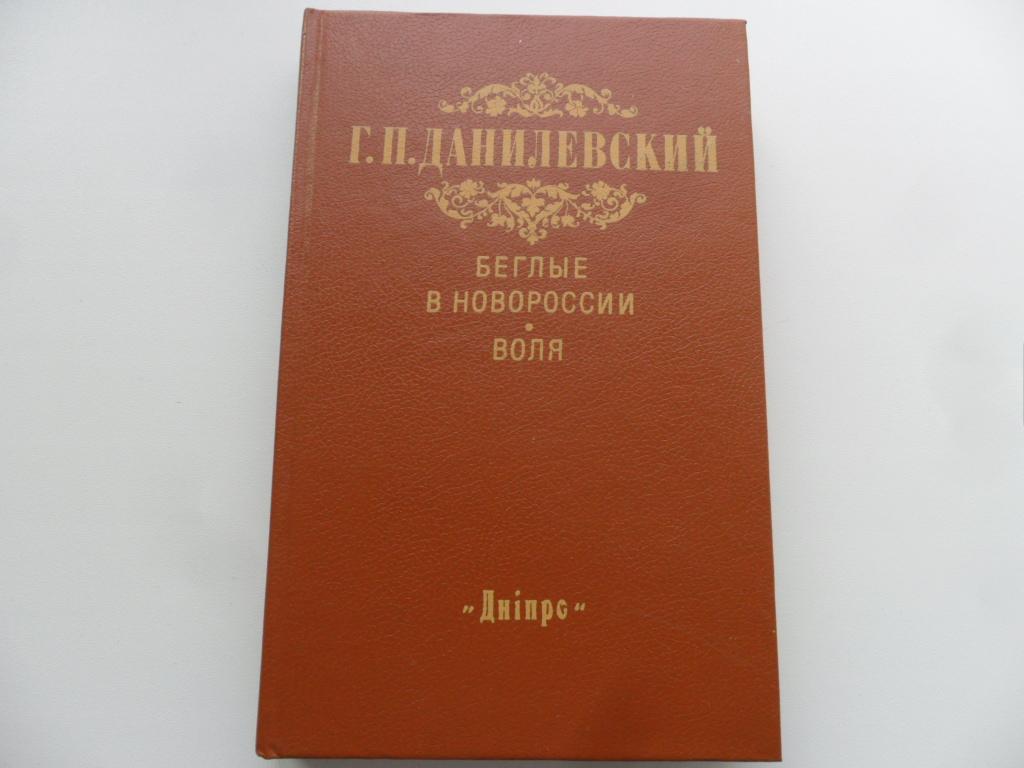 Г.П.ДАНИЛЕВСКИЙ
БЕГЛЫЕ
В НОВОРОССИИ
•
ВОЛЯ
„Дніпро“